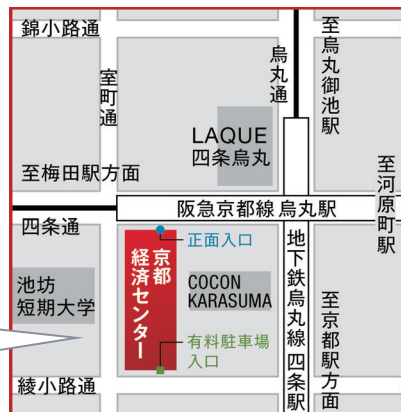 錦小路通
室町通
烏丸通
至烏丸御池駅
LAQUE
四条烏丸
至梅田駅方面
至河原町駅
阪急京都線 烏丸駅
四条通
正面入口
京都
経済センター
池坊
短期大学
COCON
KARASUMA
地下鉄烏丸線 四条駅
至京都駅方面
有料駐車場
入口
綾小路通